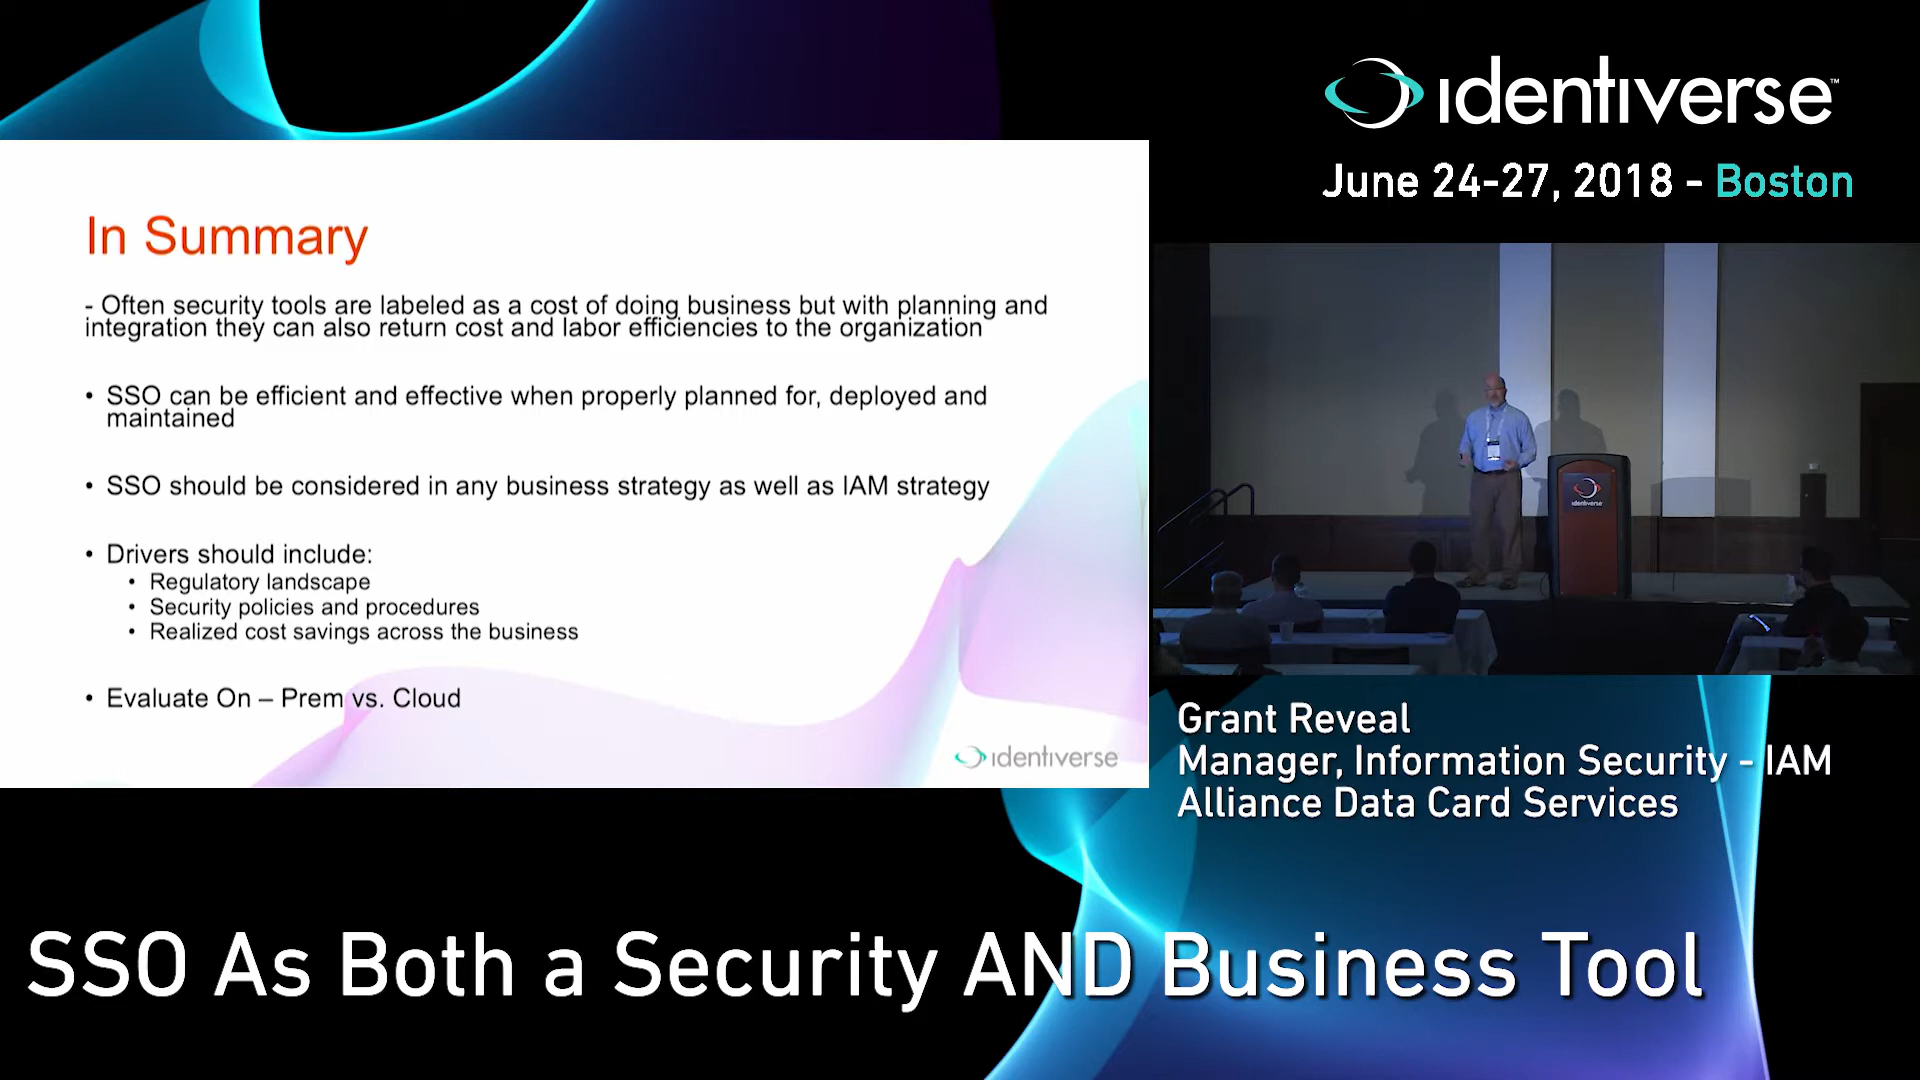 identiverse™
June 24-27, 2018 - Boston
In Summary
- Often security tools are labeled as a cost of doing business but with planning and
integration they can also return cost and labor efficiencies to the organization
• SSO can be efficient and effective when properly planned for, deployed and
maintained
• SSO should be considered in any business strategy as well as IAM strategy
• Drivers should include:
• Regulatory landscape
• Security policies and procedures
• Realized cost savings across the business
• Evaluate On – Prem vs. Cloud
identiverse
identiverse
Grant Reveal
Manager, Information Security - IAM
Alliance Data Card Services
SSO As Both a Security AND Business Tool